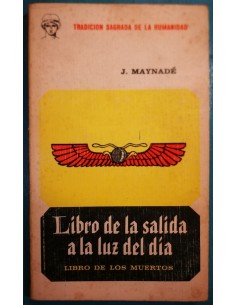 TRADICION SAGRADA DE LA HUMANIDAD
J. MAYNADÉ
Libro de la salida
a la luz del día
LIBRO DE LOS MUERTOS